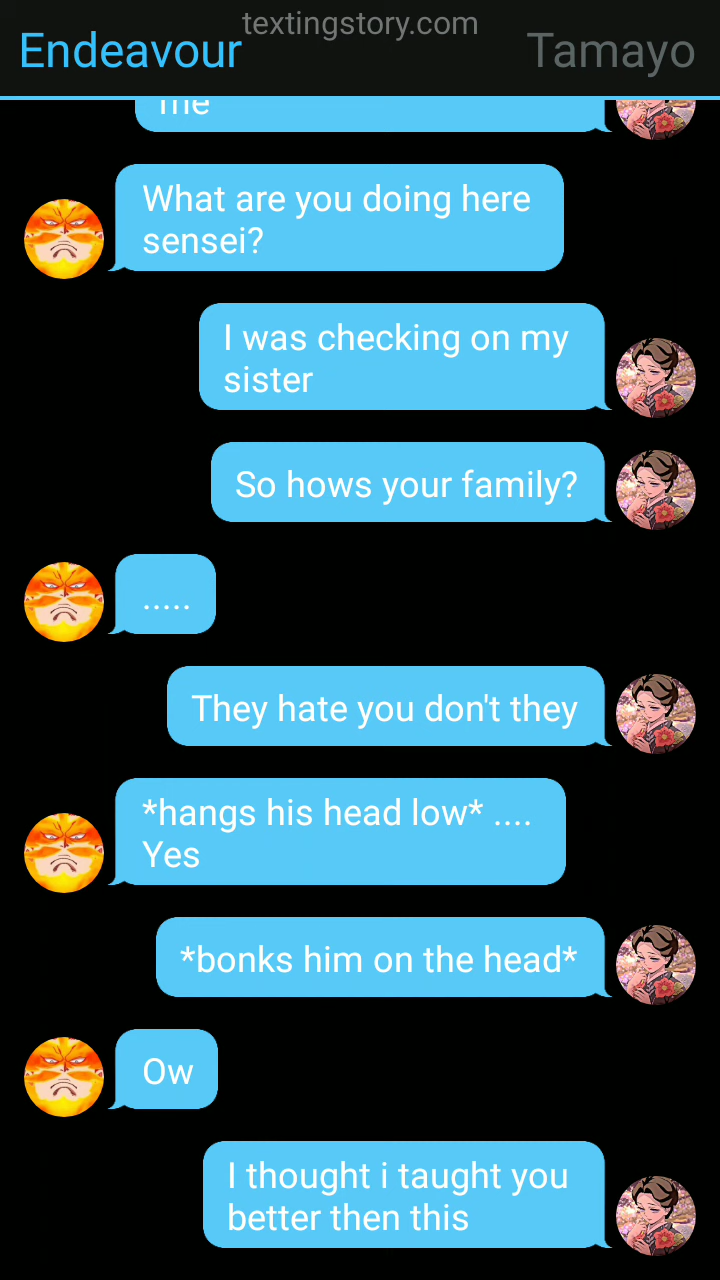 textingstory.com
Endeavour
Tamayo
me
What are you doing here
sensei?
I was checking on my
sister
So hows your family?
.....
They hate you don't they
*hangs his head low* ....
Yes
*bonks him on the head*
Ow
I thought i taught you
better then this